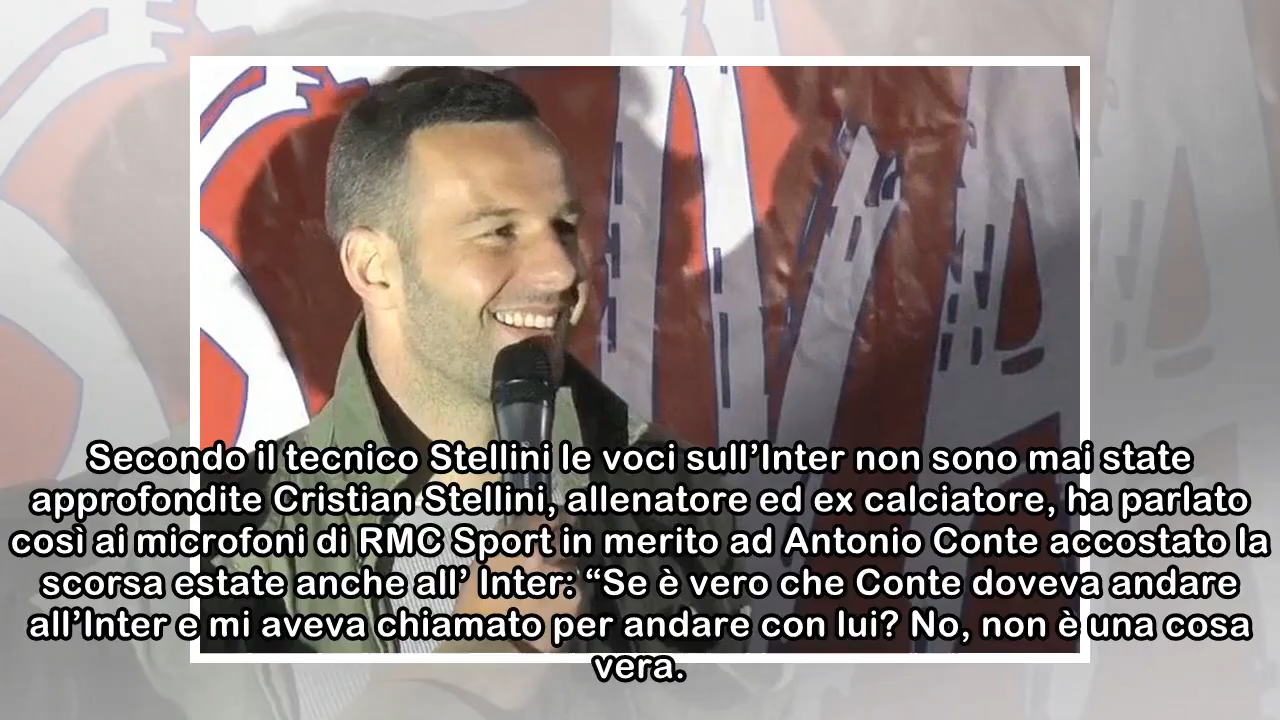 Secondo il tecnico Stellini le voci sull’Inter non sono mai state
approfondite Cristian Stellini, allenatore ed ex calciatore, ha parlato
così ai microfoni di RMC Sport in merito ad Antonio Conte accostato la
scorsa estate anche all’ Inter: “Se è vero che Conte doveva andare
all’Inter e mi aveva chiamato per andare con lui? No, non è una cosa
vera.